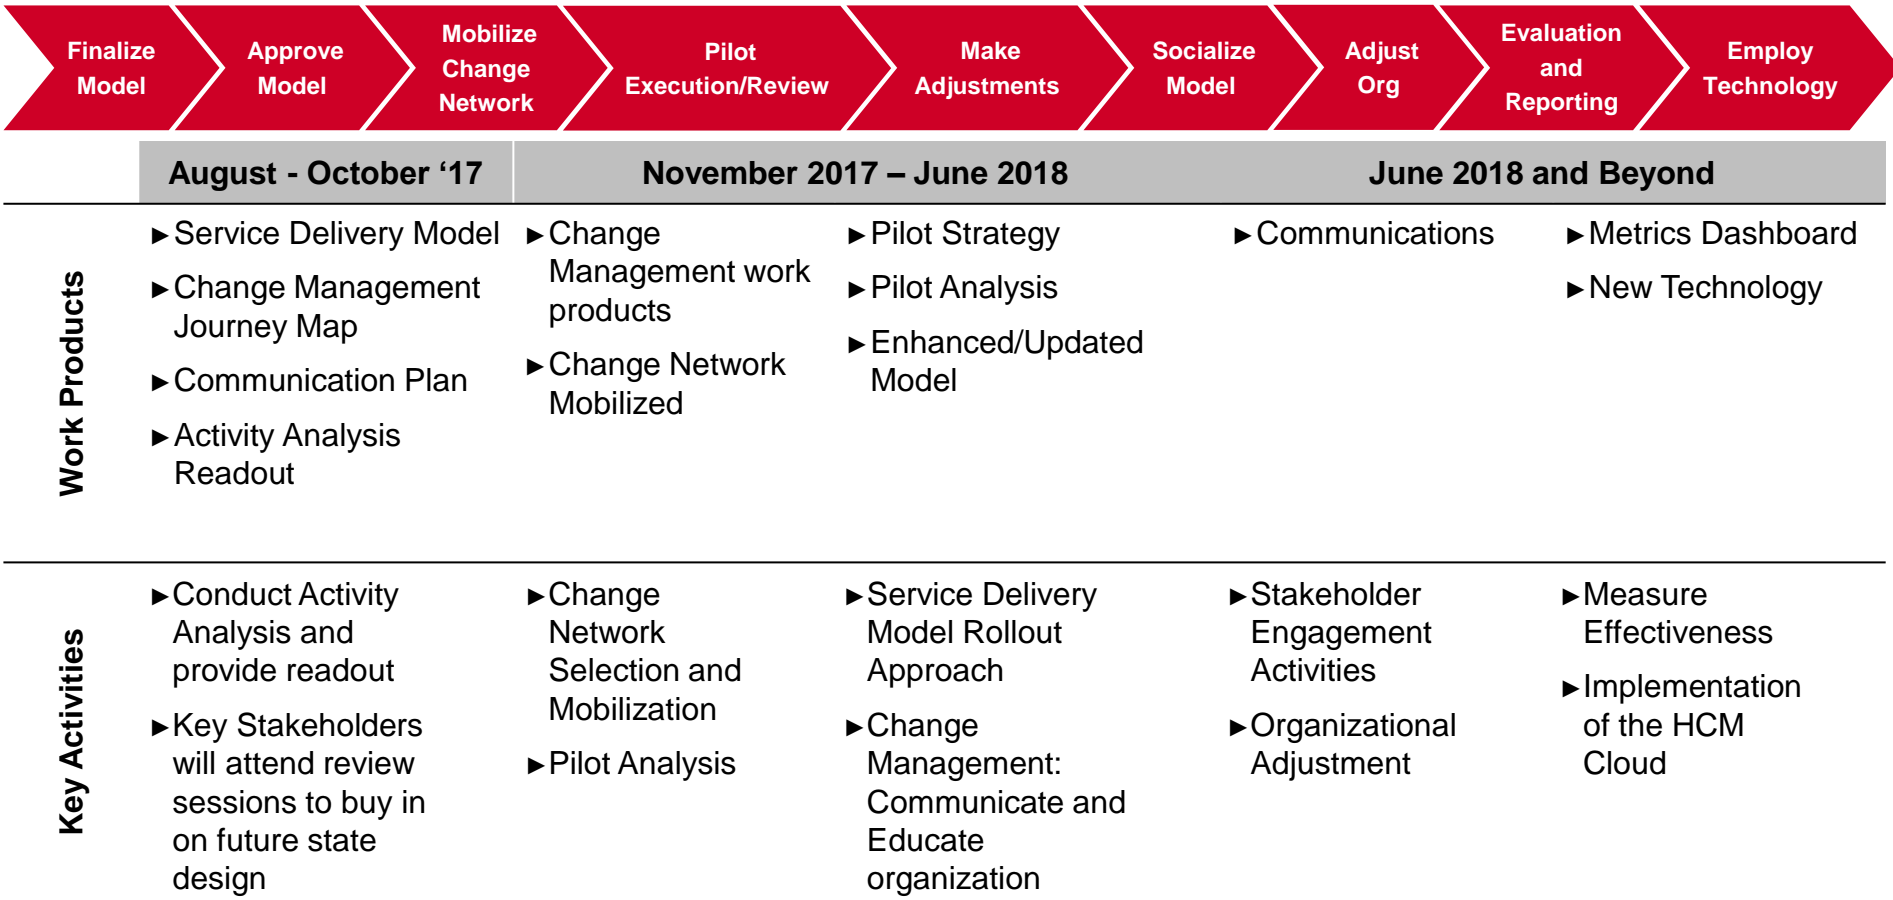 Finalize
Model
Approve
Model
Mobilize
Change
Network
Pilot
Execution/Review
Make
Adjustments
Socialize
Model
Adjust
Org
Evaluation
and
Reporting
Employ
Technology
August - October ‘17
November 2017 – June 2018
June 2018 and Beyond
Work Products
►Service Delivery Model
►Change Management
Journey Map
►Communication Plan
►Activity Analysis
Readout
►Change
Management work
products
►Change Network
Mobilized
►Pilot Strategy
►Pilot Analysis
►Enhanced/Updated
Model
►Communications
►Metrics Dashboard
►New Technology
Key Activities
►Conduct Activity
Analysis and
provide readout
►Key Stakeholders
will attend review
sessions to buy in
on future state
design
►Change
Network
Selection and
Mobilization
►Pilot Analysis
►Service Delivery
Model Rollout
Approach
►Change
Management:
Communicate and
Educate
organization
►Stakeholder
Engagement
Activities
►Organizational
Adjustment
►Measure
Effectiveness
►Implementation
of the HCM
Cloud